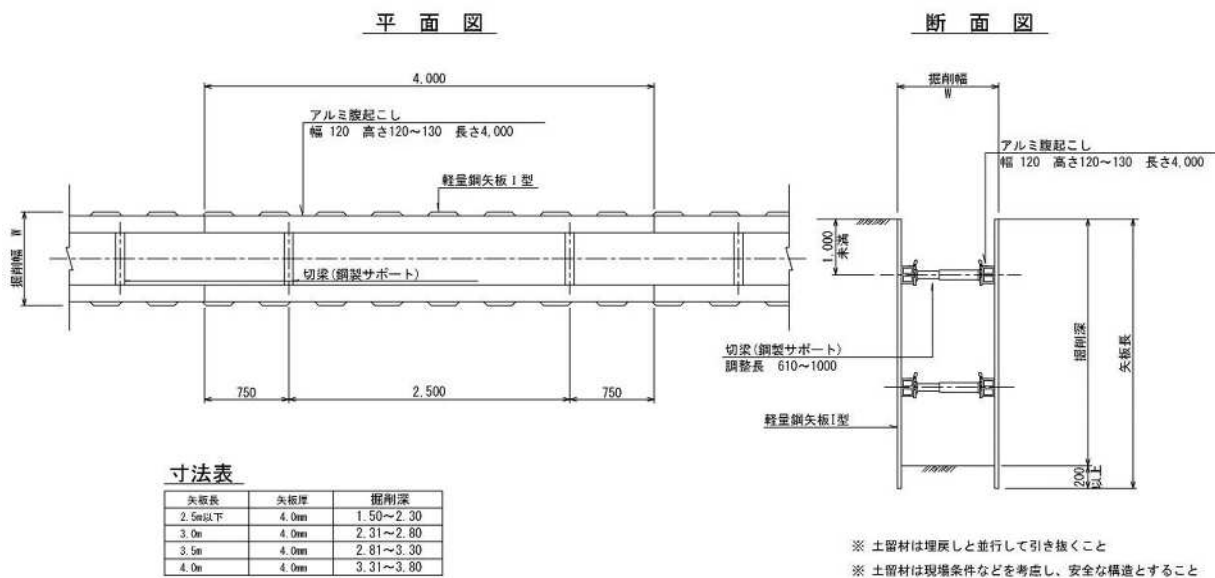 平 面 図
4,000
アルミ腹起こし
幅 120 高さ120～130 長さ4,000
軽量鋼矢板Ⅰ型
掘削幅 W
切梁(鋼製サポート)
750
2,500
750
断 面 図
掘削幅
W
アルミ腹起こし
幅 120 高さ120～130 長さ4,000
1,000
未満
切梁(鋼製サポート)
調整長 610～1000
掘削深
矢板長
軽量鋼矢板Ⅰ型
200
以上
寸法表
矢板長 矢板厚 掘削深
2.5m以下 4.0mm 1.50～2.30
3.0m 4.0mm 2.31～2.80
3.5m 4.0mm 2.81～3.30
4.0m 4.0mm 3.31～3.80
※ 土留材は埋戻しと並行して引き抜くこと
※ 土留材は現場条件などを考慮し、安全な構造とすること